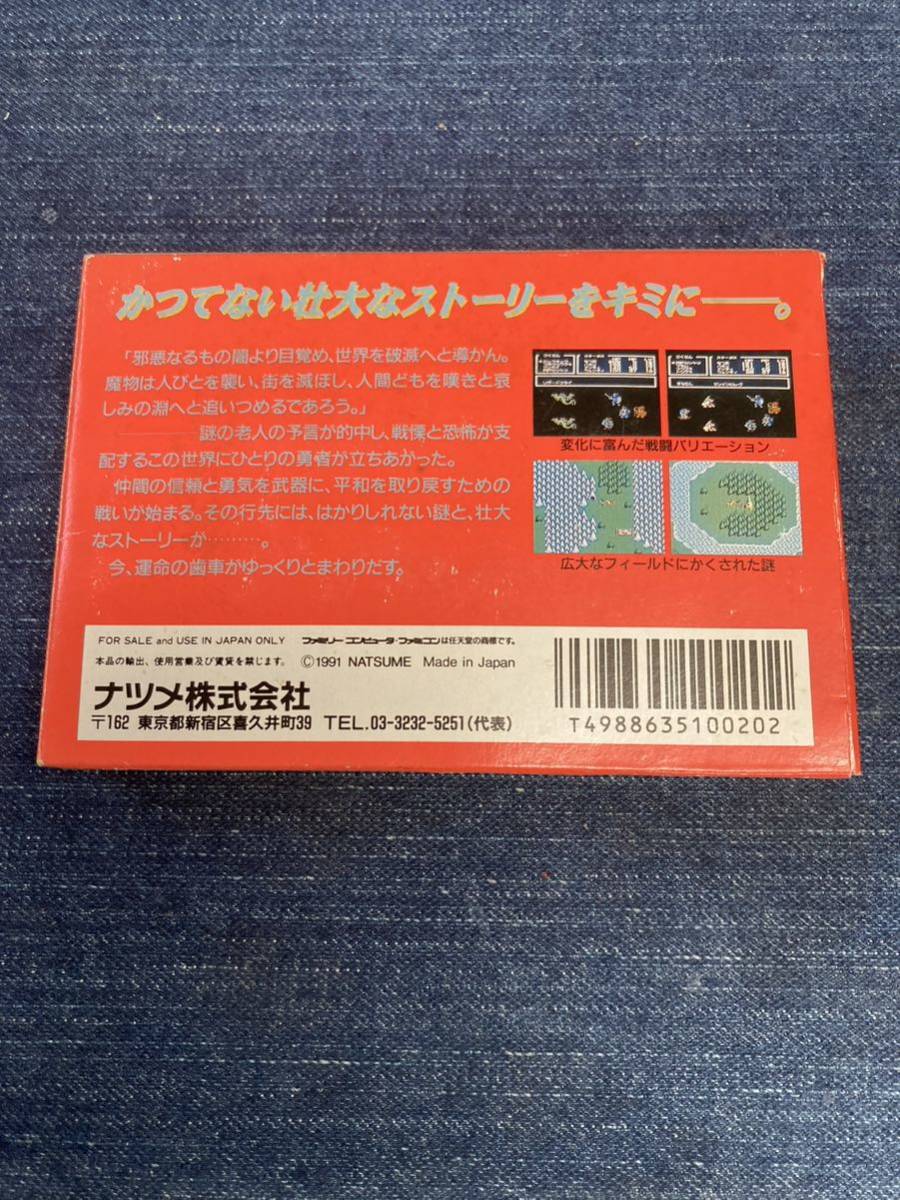 かつてない壮大なストーリーをキミに――。
「邪悪なるもの闇より目覚め、世界を破滅へと導かん。
魔物は人びとを襲い、街を滅ぼし、人間どもを嘆きと哀
しみの淵へと追いつめるであろう。」
――謎の老人の予言が的中し、戦慄と恐怖が支
配するこの世界にひとりの勇者が立ちあがった。
仲間の信頼と勇気を武器に、平和を取り戻すための
戦いが始まる。その行先には、はかりしれない謎と、壮大
なストーリーが………。
今、運命の歯車がゆっくりとまわりだす。
変化に富んだ戦闘バリエーション
広大なフィールドにかくされた謎
FOR SALE and USE IN JAPAN ONLY
本品の輸出、使用営業及び賃貸を禁じます。
ファミリーコンピュータ・ファミコンは任天堂の商標です。
©1991 NATSUME Made in Japan
ナツメ株式会社
〒162 東京都新宿区喜久井町39 TEL.03-3232-5251(代表)
T4988635100202